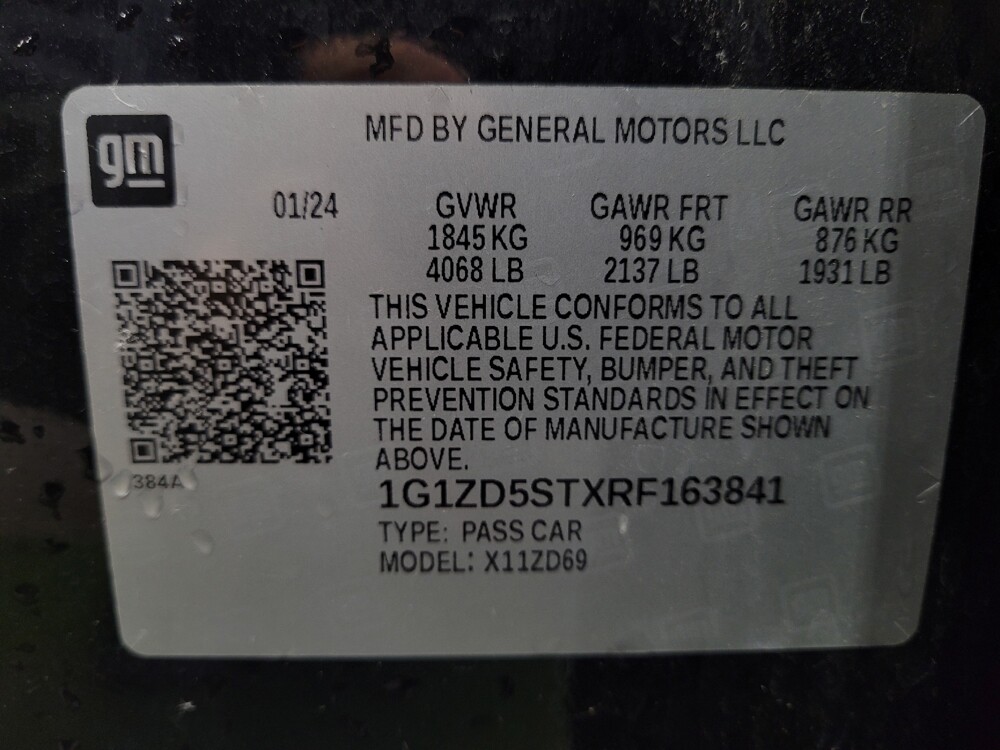 gm
MFD BY GENERAL MOTORS LLC
01/24 GVWR GAWR FRT GAWR RR
1845 KG 969 KG 876 KG
4068 LB 2137 LB 1931 LB
THIS VEHICLE CONFORMS TO ALL
APPLICABLE U.S. FEDERAL MOTOR
VEHICLE SAFETY, BUMPER, AND THEFT
PREVENTION STANDARDS IN EFFECT ON
THE DATE OF MANUFACTURE SHOWN
ABOVE.
384A
1G1ZD5STXRF163841
TYPE: PASS CAR
MODEL: X11ZD69